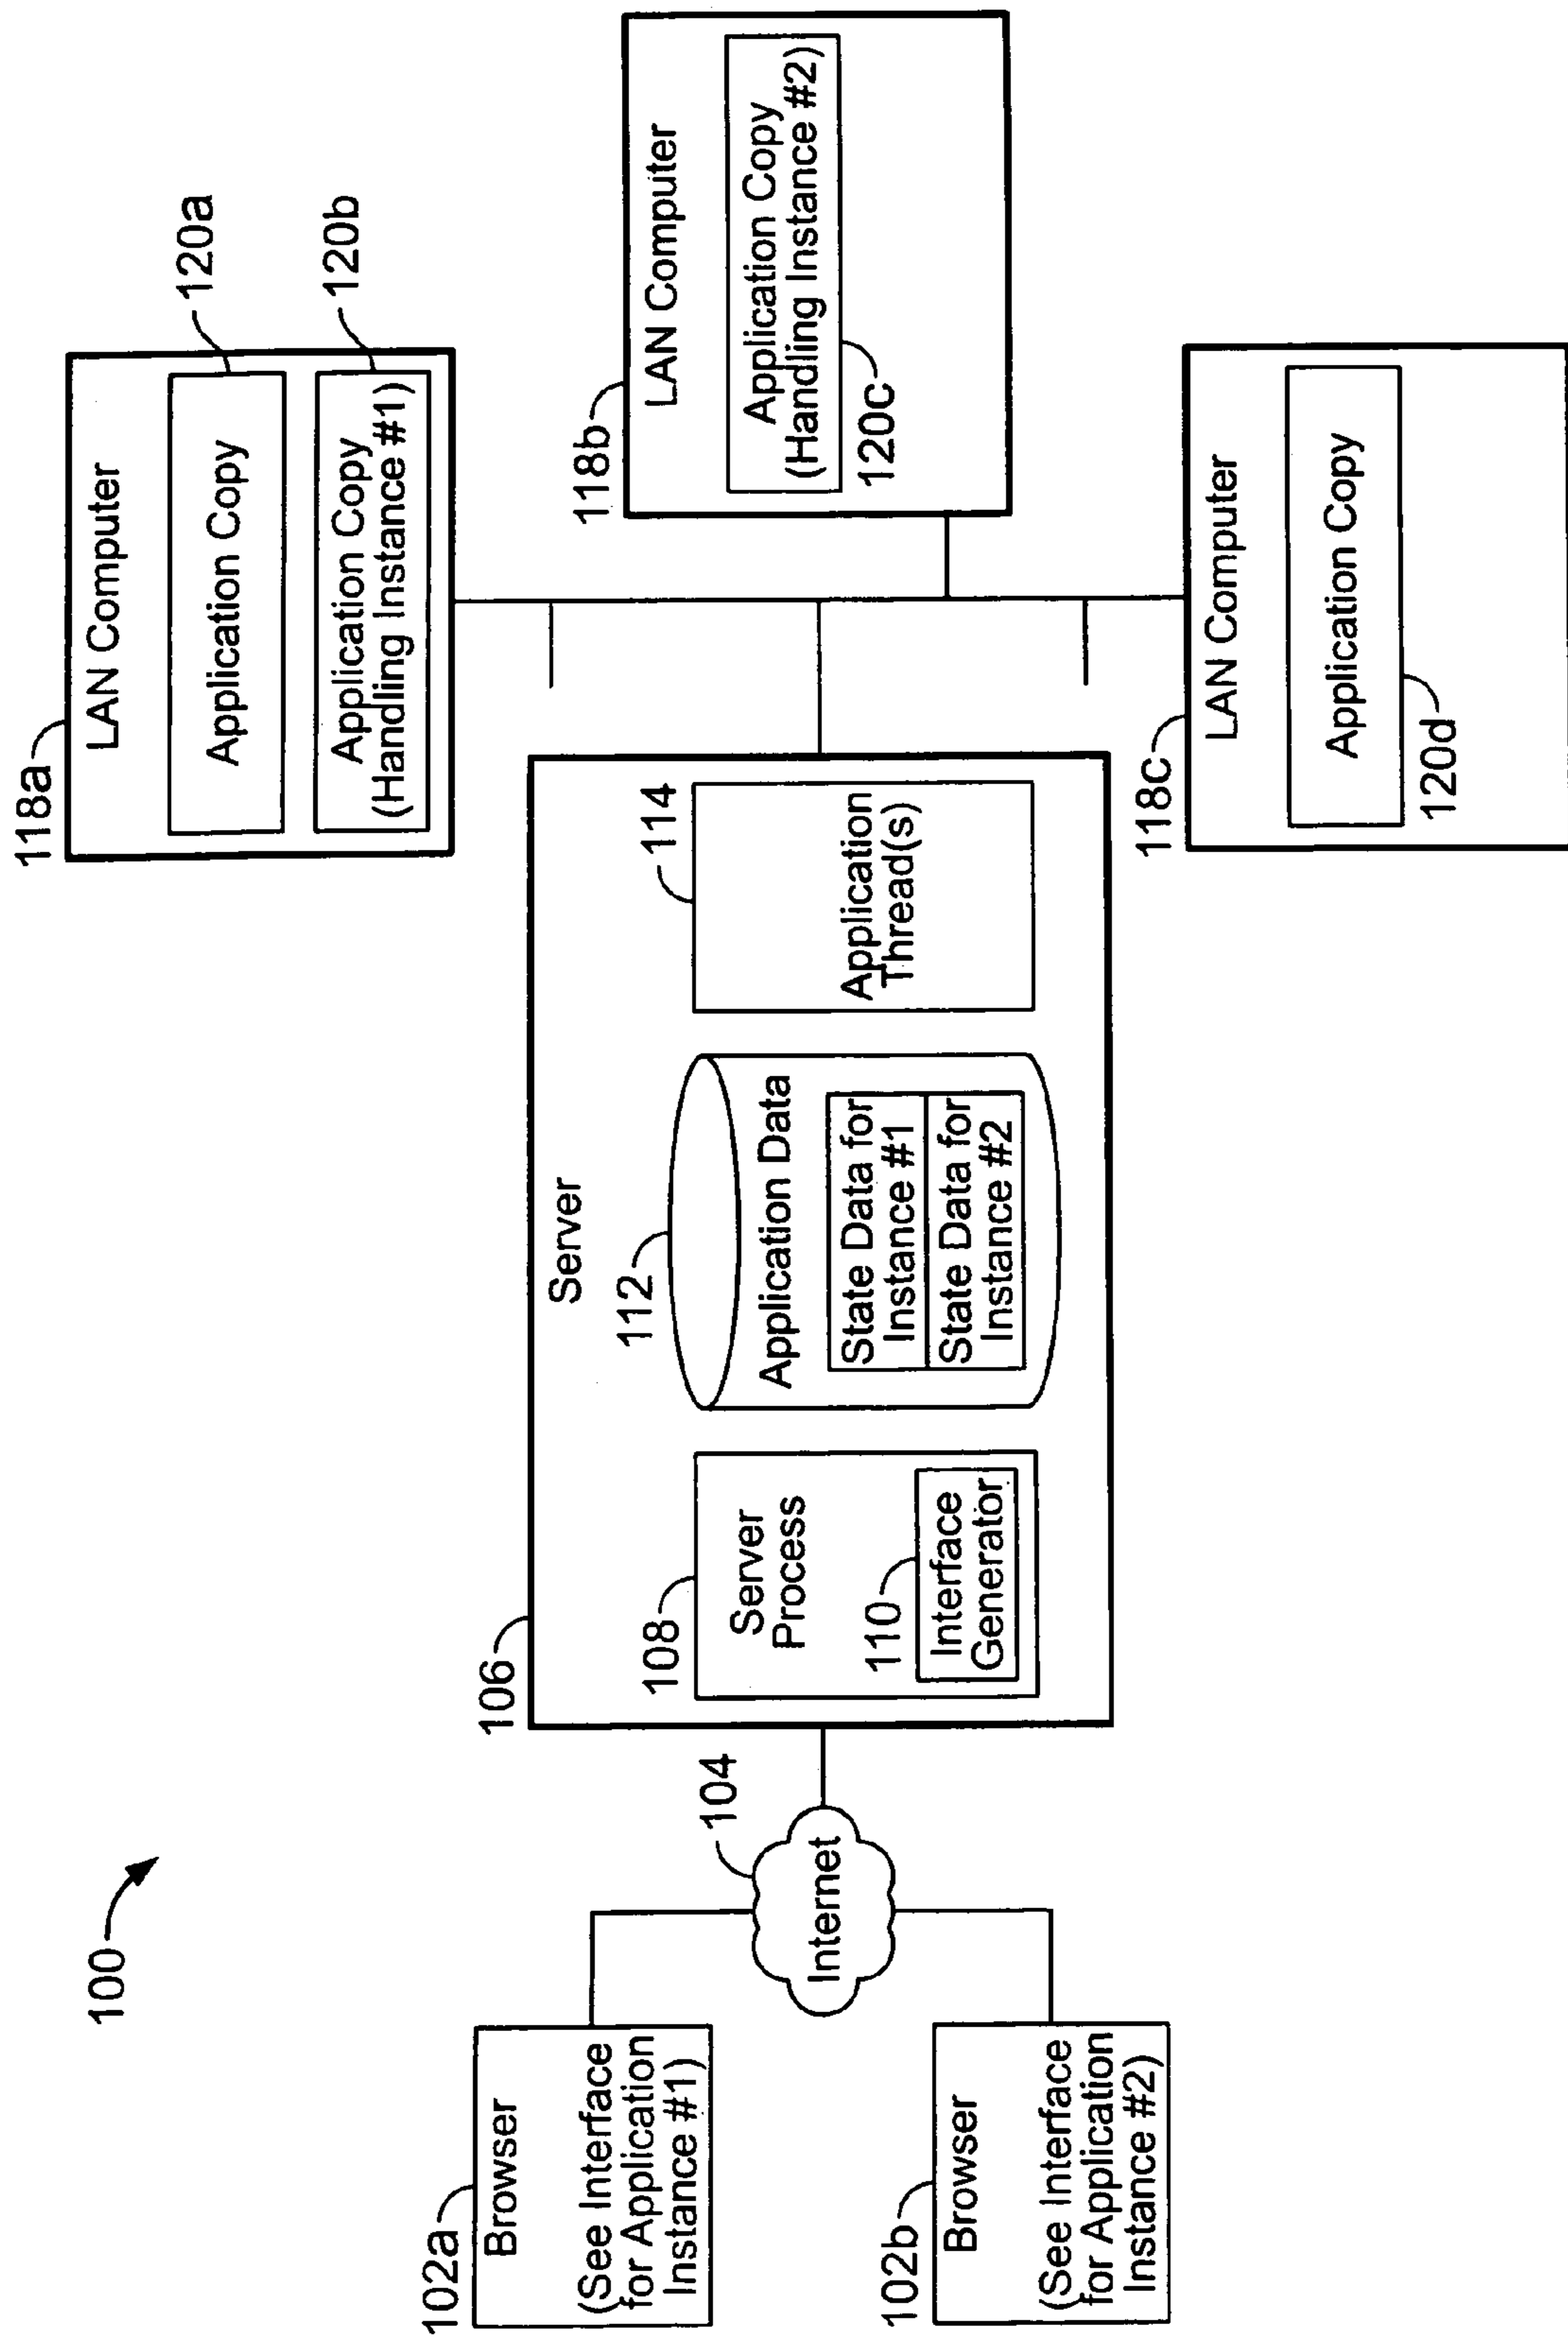 100
102a
Browser
(See Interface
for Application
Instance #1)
102b
Browser
(See Interface
for Application
Instance #2)
104
Internet
106
Server
108
Server
Process
110
Interface
Generator
112
Application Data
State Data for
Instance #1
State Data for
Instance #2
114
Application
Thread(s)
118a
LAN Computer
Application Copy
120a
Application Copy
(Handling Instance #1)
120b
118b
LAN Computer
Application Copy
(Handling Instance #2)
120c
118c
LAN Computer
Application Copy
120d